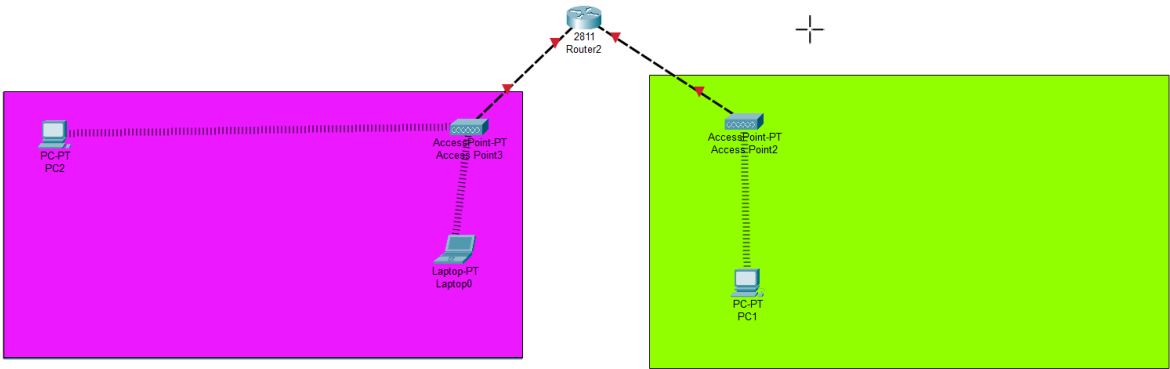 2811
Router2
PC-PT
PC2
AccessPoint-PT
Access Point3
Laptop-PT
Laptop0
AccessPoint-PT
Access Point2
PC-PT
PC1